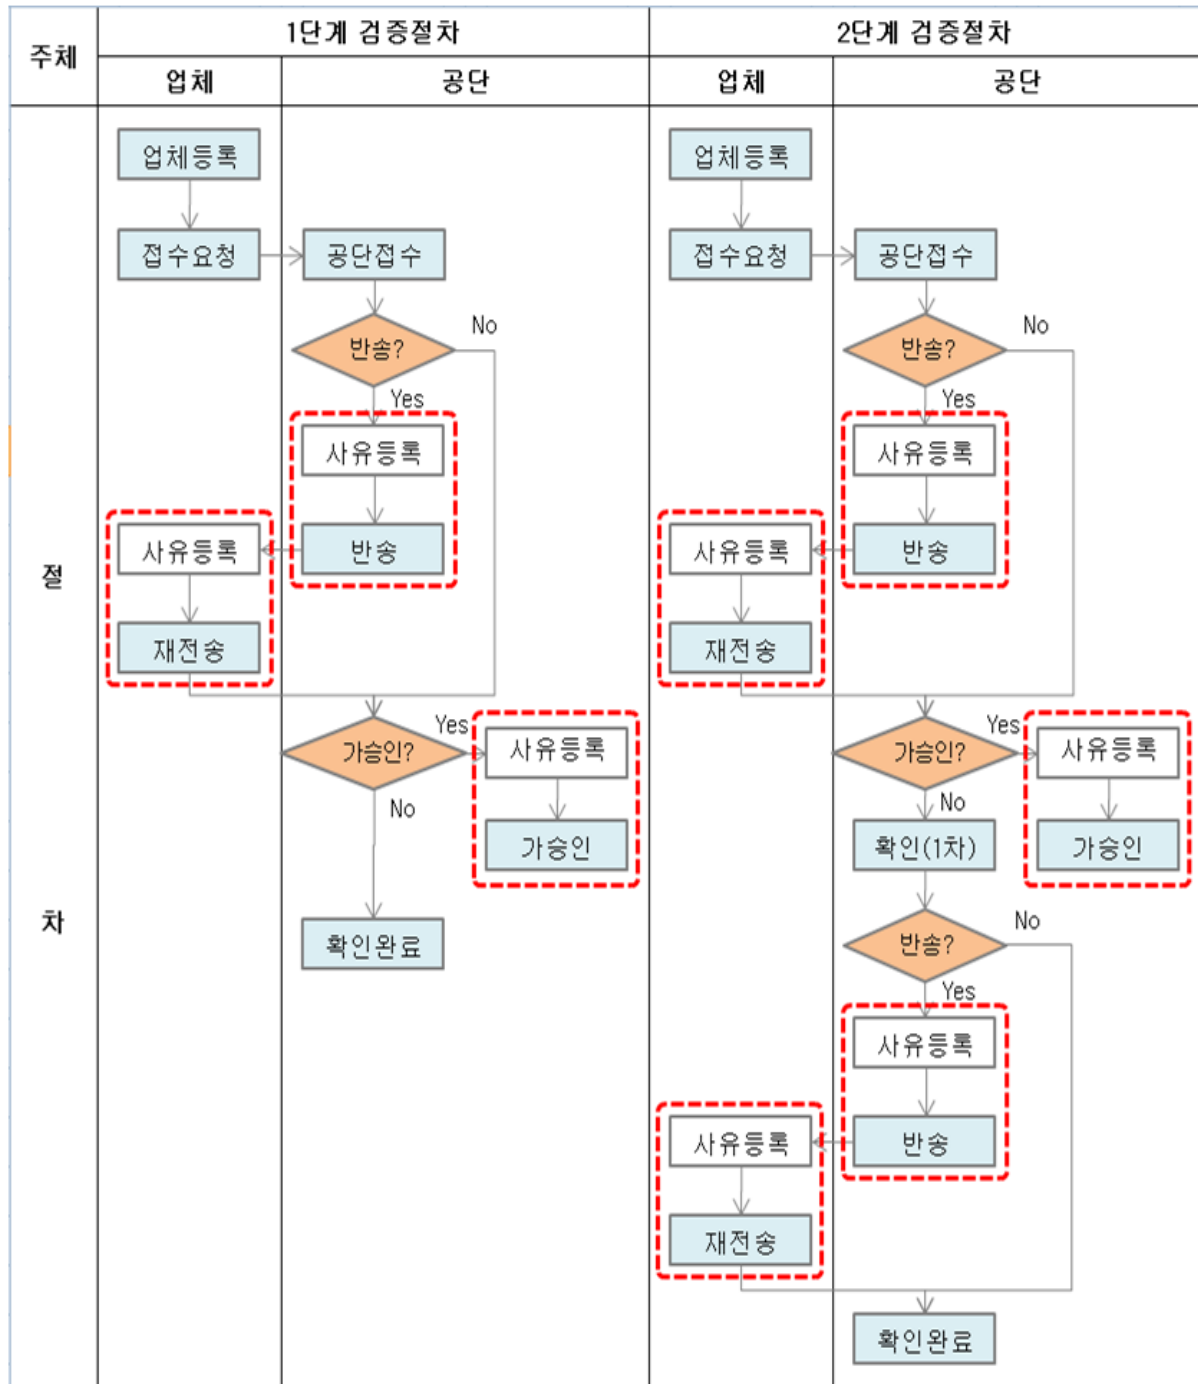 주체
1단계 검증절차
2단계 검증절차
업체
공단
업체
공단
절
차
업체등록
접수요청
공단접수
반송?
No
Yes
사유등록
반송
사유등록
재전송
가승인?
Yes
사유등록
가승인
No
확인완료
업체등록
접수요청
공단접수
반송?
No
Yes
사유등록
반송
사유등록
재전송
가승인?
Yes
사유등록
가승인
No
확인(1차)
반송?
No
Yes
사유등록
반송
사유등록
재전송
확인완료